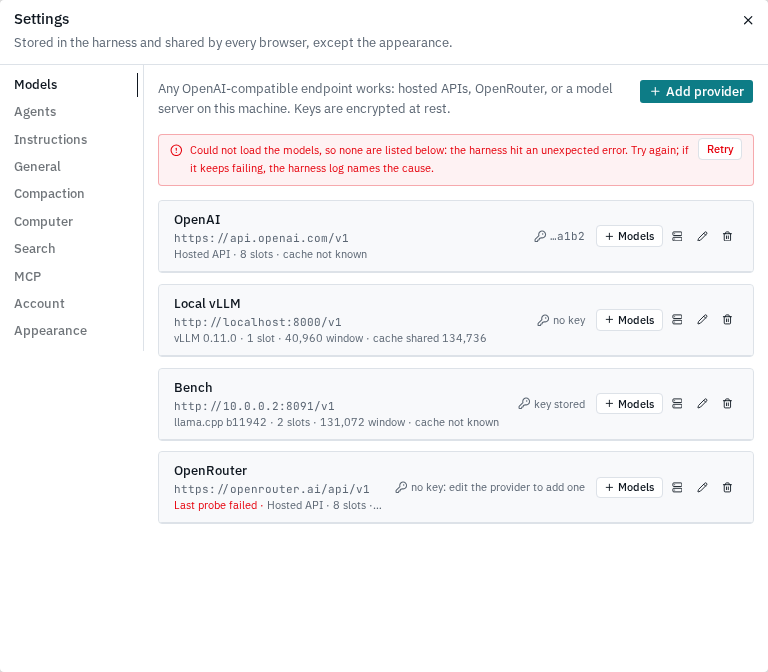 Settings
Stored in the harness and shared by every browser, except the appearance.
Models
Agents
Instructions
General
Compaction
Computer
Search
MCP
Account
Appearance
Any OpenAI-compatible endpoint works: hosted APIs, OpenRouter, or a model
server on this machine. Keys are encrypted at rest.
+ Add provider
Could not load the models, so none are listed below: the harness hit an unexpected error. Try again; if
it keeps failing, the harness log names the cause.
Retry
OpenAI
https://api.openai.com/v1
Hosted API · 8 slots · cache not known
…a1b2
+ Models
Local vLLM
http://localhost:8000/v1
vLLM 0.11.0 · 1 slot · 40,960 window · cache shared 134,736
no key
+ Models
Bench
http://10.0.0.2:8091/v1
llama.cpp b11942 · 2 slots · 131,072 window · cache not known
key stored
+ Models
OpenRouter
https://openrouter.ai/api/v1
Last probe failed · Hosted API · 8 slots ·…
no key: edit the provider to add one
+ Models